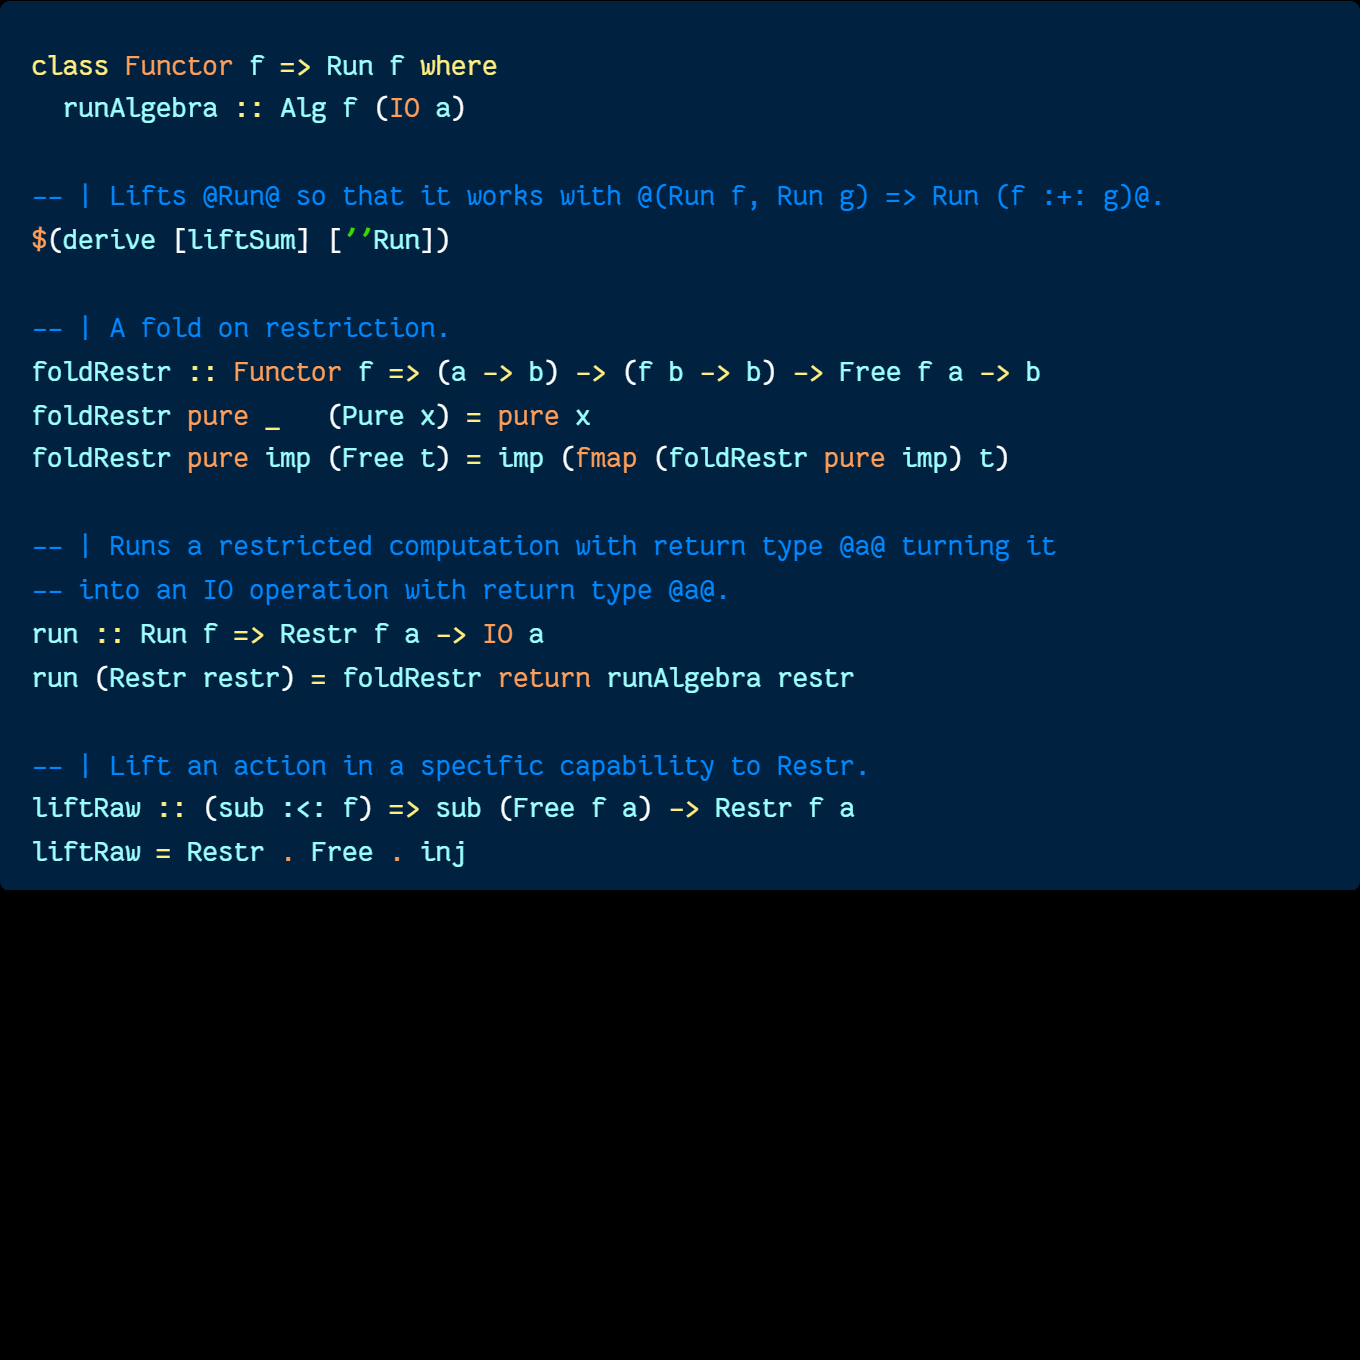 class Functor f => Run f where
  runAlgebra :: Alg f (IO a)

-- | Lifts @Run@ so that it works with @(Run f, Run g) => Run (f :+: g)@.
$(derive [liftSum] [''Run])

-- | A fold on restriction.
foldRestr :: Functor f => (a -> b) -> (f b -> b) -> Free f a -> b
foldRestr pure _   (Pure x) = pure x
foldRestr pure imp (Free t) = imp (fmap (foldRestr pure imp) t)

-- | Runs a restricted computation with return type @a@ turning it
-- into an IO operation with return type @a@.
run :: Run f => Restr f a -> IO a
run (Restr restr) = foldRestr return runAlgebra restr

-- | Lift an action in a specific capability to Restr.
liftRaw :: (sub :<: f) => sub (Free f a) -> Restr f a
liftRaw = Restr . Free . inj